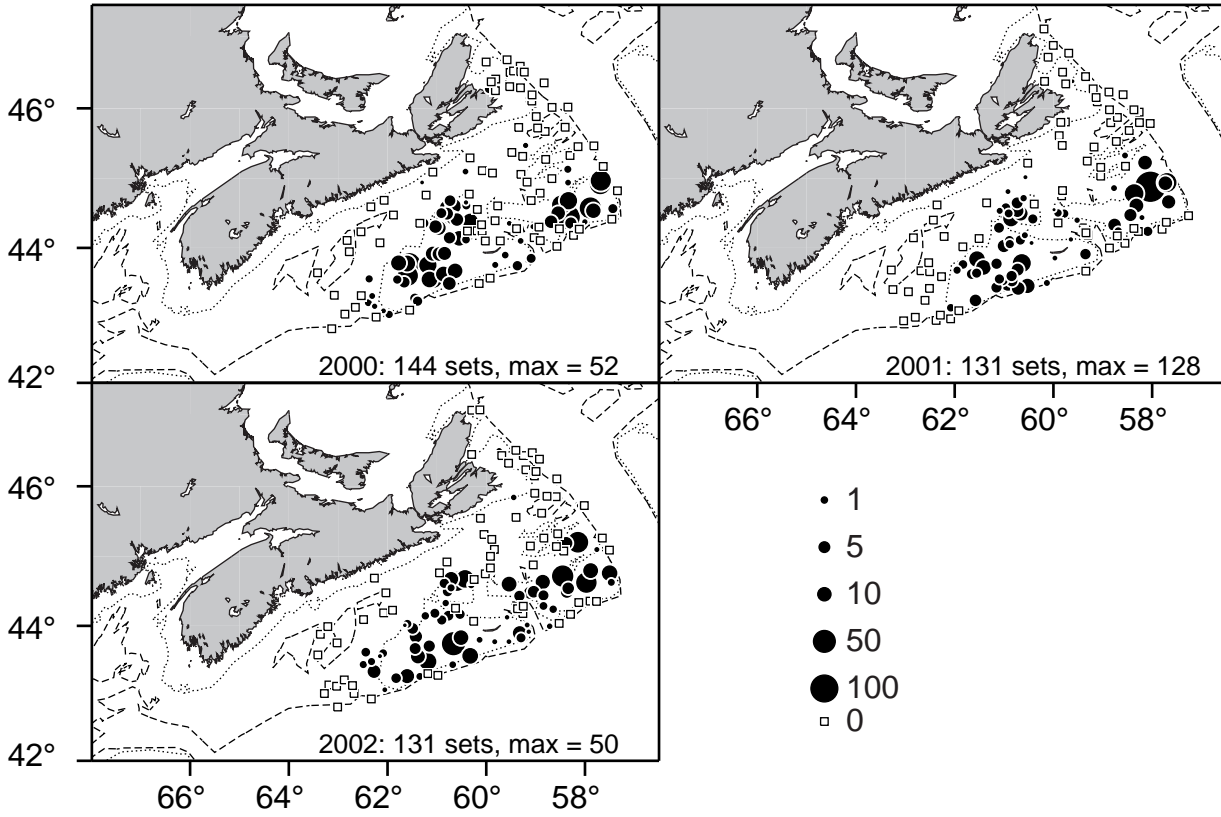 46°
44°
42°
2000: 144 sets, max = 52
2001: 131 sets, max = 128
66° 64° 62° 60° 58°
46°
44°
42°
2002: 131 sets, max = 50
66° 64° 62° 60° 58°
1
5
10
50
100
0